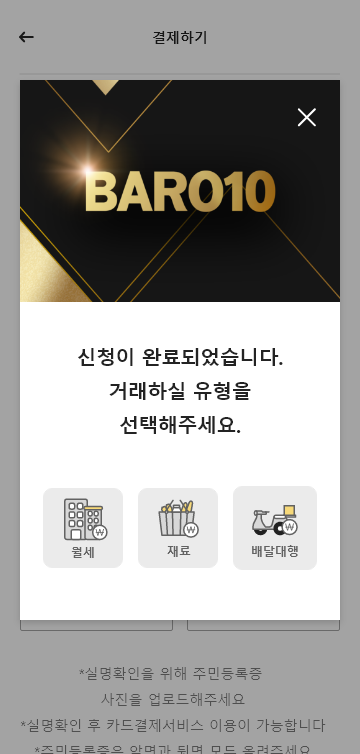 결제하기
BARO10
신청이 완료되었습니다.
거래하실 유형을
선택해주세요.
월세
재료
배달대행
*실명확인을 위해 주민등록증
사진을 업로드해주세요
*실명확인 후 카드결제서비스 이용이 가능합니다
*주민등록증은 앞면과 뒷면 모두 올려주세요